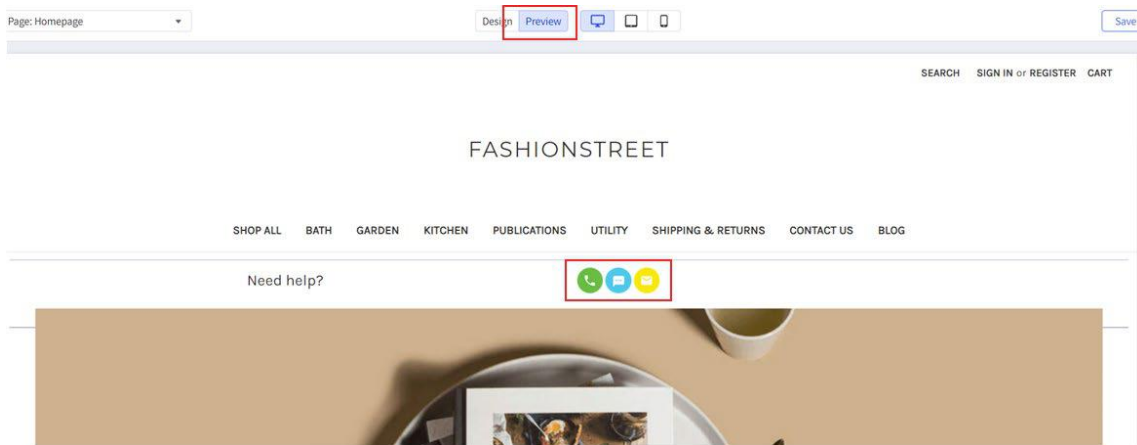 Page: Homepage
Design Preview
Save
SEARCH SIGN IN or REGISTER CART
FASHIONSTREET
SHOP ALL BATH GARDEN KITCHEN PUBLICATIONS UTILITY SHIPPING & RETURNS CONTACT US BLOG
Need help?